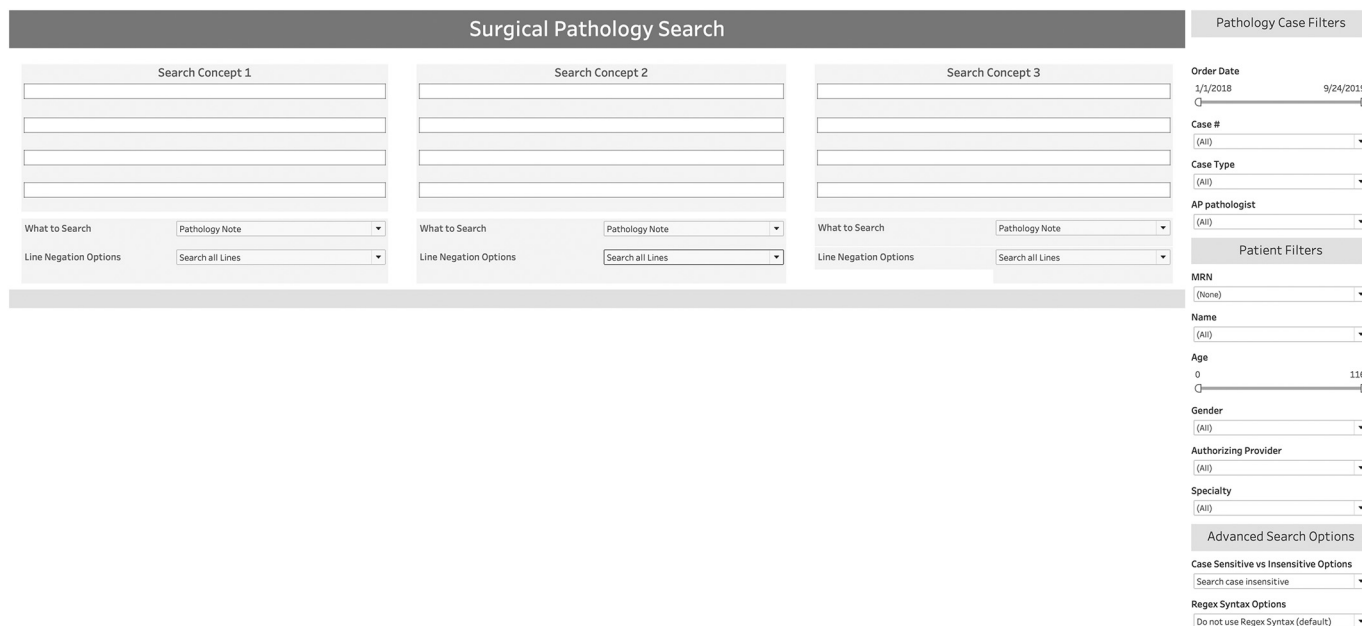 Surgical Pathology Search
Search Concept 1
What to Search
Pathology Note
Line Negation Options
Search all Lines
Search Concept 2
What to Search
Pathology Note
Line Negation Options
Search all Lines
Search Concept 3
What to Search
Pathology Note
Line Negation Options
Search all Lines
Pathology Case Filters
Order Date
1/1/2018 9/24/2019
Case #
(All)
Case Type
(All)
AP pathologist
(All)
Patient Filters
MRN
(None)
Name
(All)
Age
0 116
Gender
(All)
Authorizing Provider
(All)
Specialty
(All)
Advanced Search Options
Case Sensitive vs Insensitive Options
Search case insensitive
Regex Syntax Options
Do not use Regex Syntax (default)